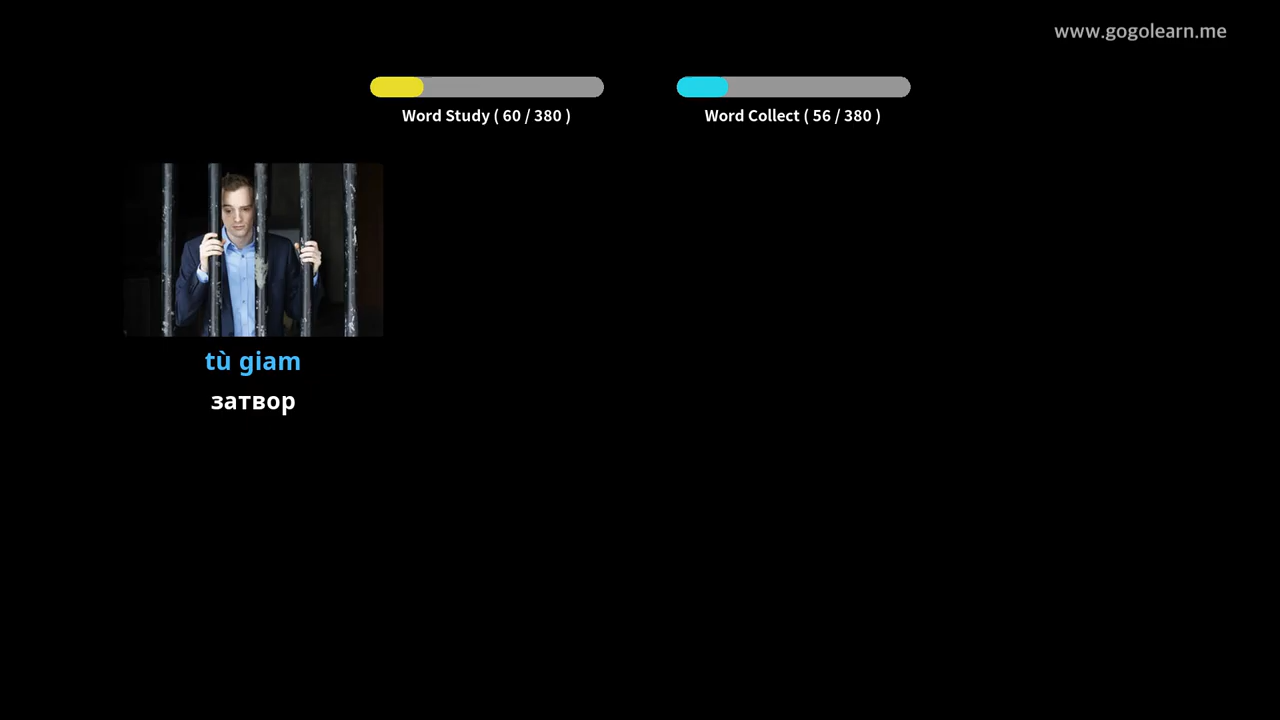 www.gogolearn.me
Word Study ( 60 / 380 )
Word Collect ( 56 / 380 )
tù giam
затвор